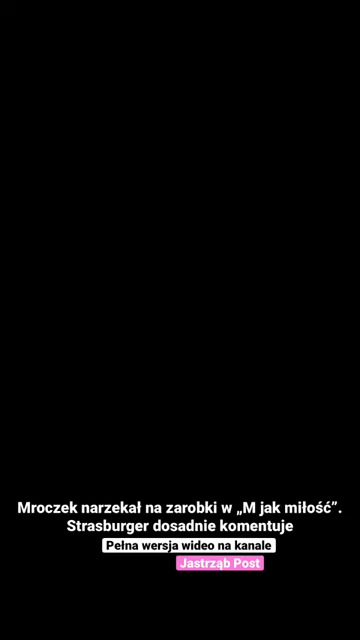 Mroczek narzekał na zarobki w „M jak miłość”.
Strasburger dosadnie komentuje
Pełna wersja wideo na kanale
Jastrząb Post